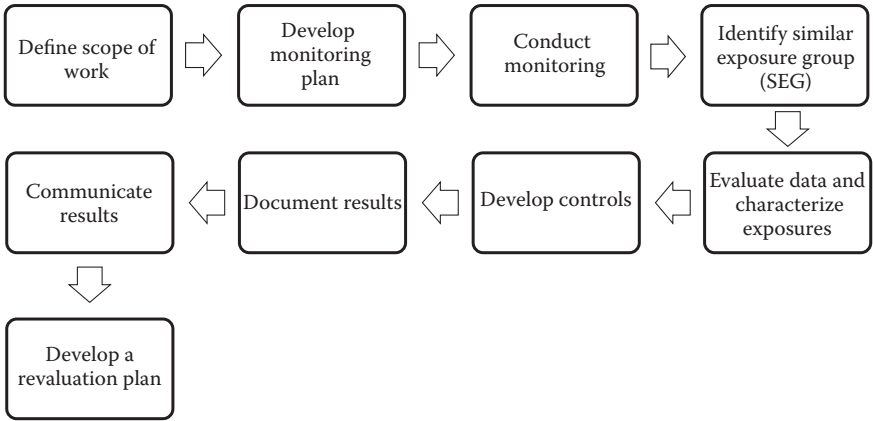 Define scope of
work
Develop
monitoring
plan
Conduct
monitoring
Identify similar
exposure group
(SEG)
Evaluate data and
characterize
exposures
Develop controls
Document results
Communicate
results
Develop a
revaluation plan